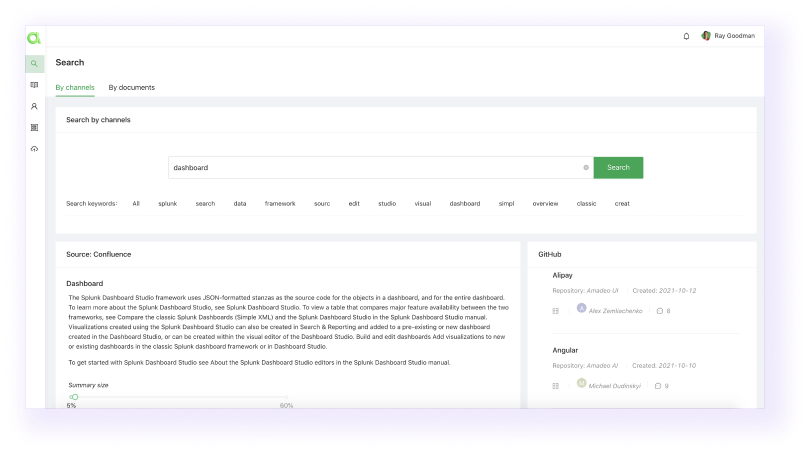 Ray Goodman
Search
By channels By documents
Search by channels
dashboard
Search
Search keywords: All splunk search data framework sourc edit studio visual dashboard simpl overview classic creat
Source: Confluence
Dashboard
The Splunk Dashboard Studio framework uses JSON-formatted stanzas as the source code for the objects in a dashboard, and for the entire dashboard.
To learn more about the Splunk Dashboard Studio, see Splunk Dashboard Studio. To view a table that compares major feature availability between the two
frameworks, see Compare the classic Splunk Dashboards (Simple XML) and the Splunk Dashboard Studio in the Splunk Dashboard Studio manual.
Visualizations created using the Splunk Dashboard Studio can also be created in Search & Reporting and added to a pre-existing or new dashboard
created in the Dashboard Studio, or can be created within the visual editor of the Dashboard Studio. Build and edit dashboards Add visualizations to new
or existing dashboards in the classic Splunk dashboard framework or in Dashboard Studio.
To get started with Splunk Dashboard Studio see About the Splunk Dashboard Studio editors in the Splunk Dashboard Studio manual.
Summary size
5% 60%
GitHub
Alipay
Repository: Amadeo UI Created: 2021-10-12
A Alex Zemliachenko 8
Angular
Repository: Amadeo AI Created: 2021-10-10
M Michael Dudinskyi 9